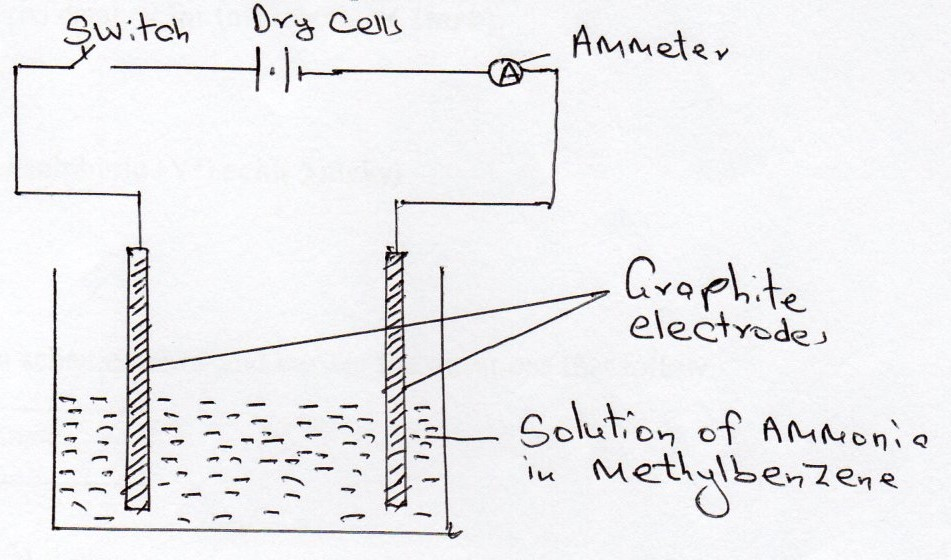 Switch
Dry Cells
Ammeter
A
Graphite
electrodes
Solution of Ammonia
in Methylbenzene